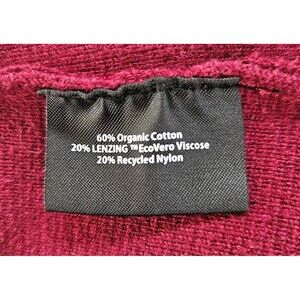 60% Organic Cotton
20% LENZING ™EcoVero Viscose
20% Recycled Nylon